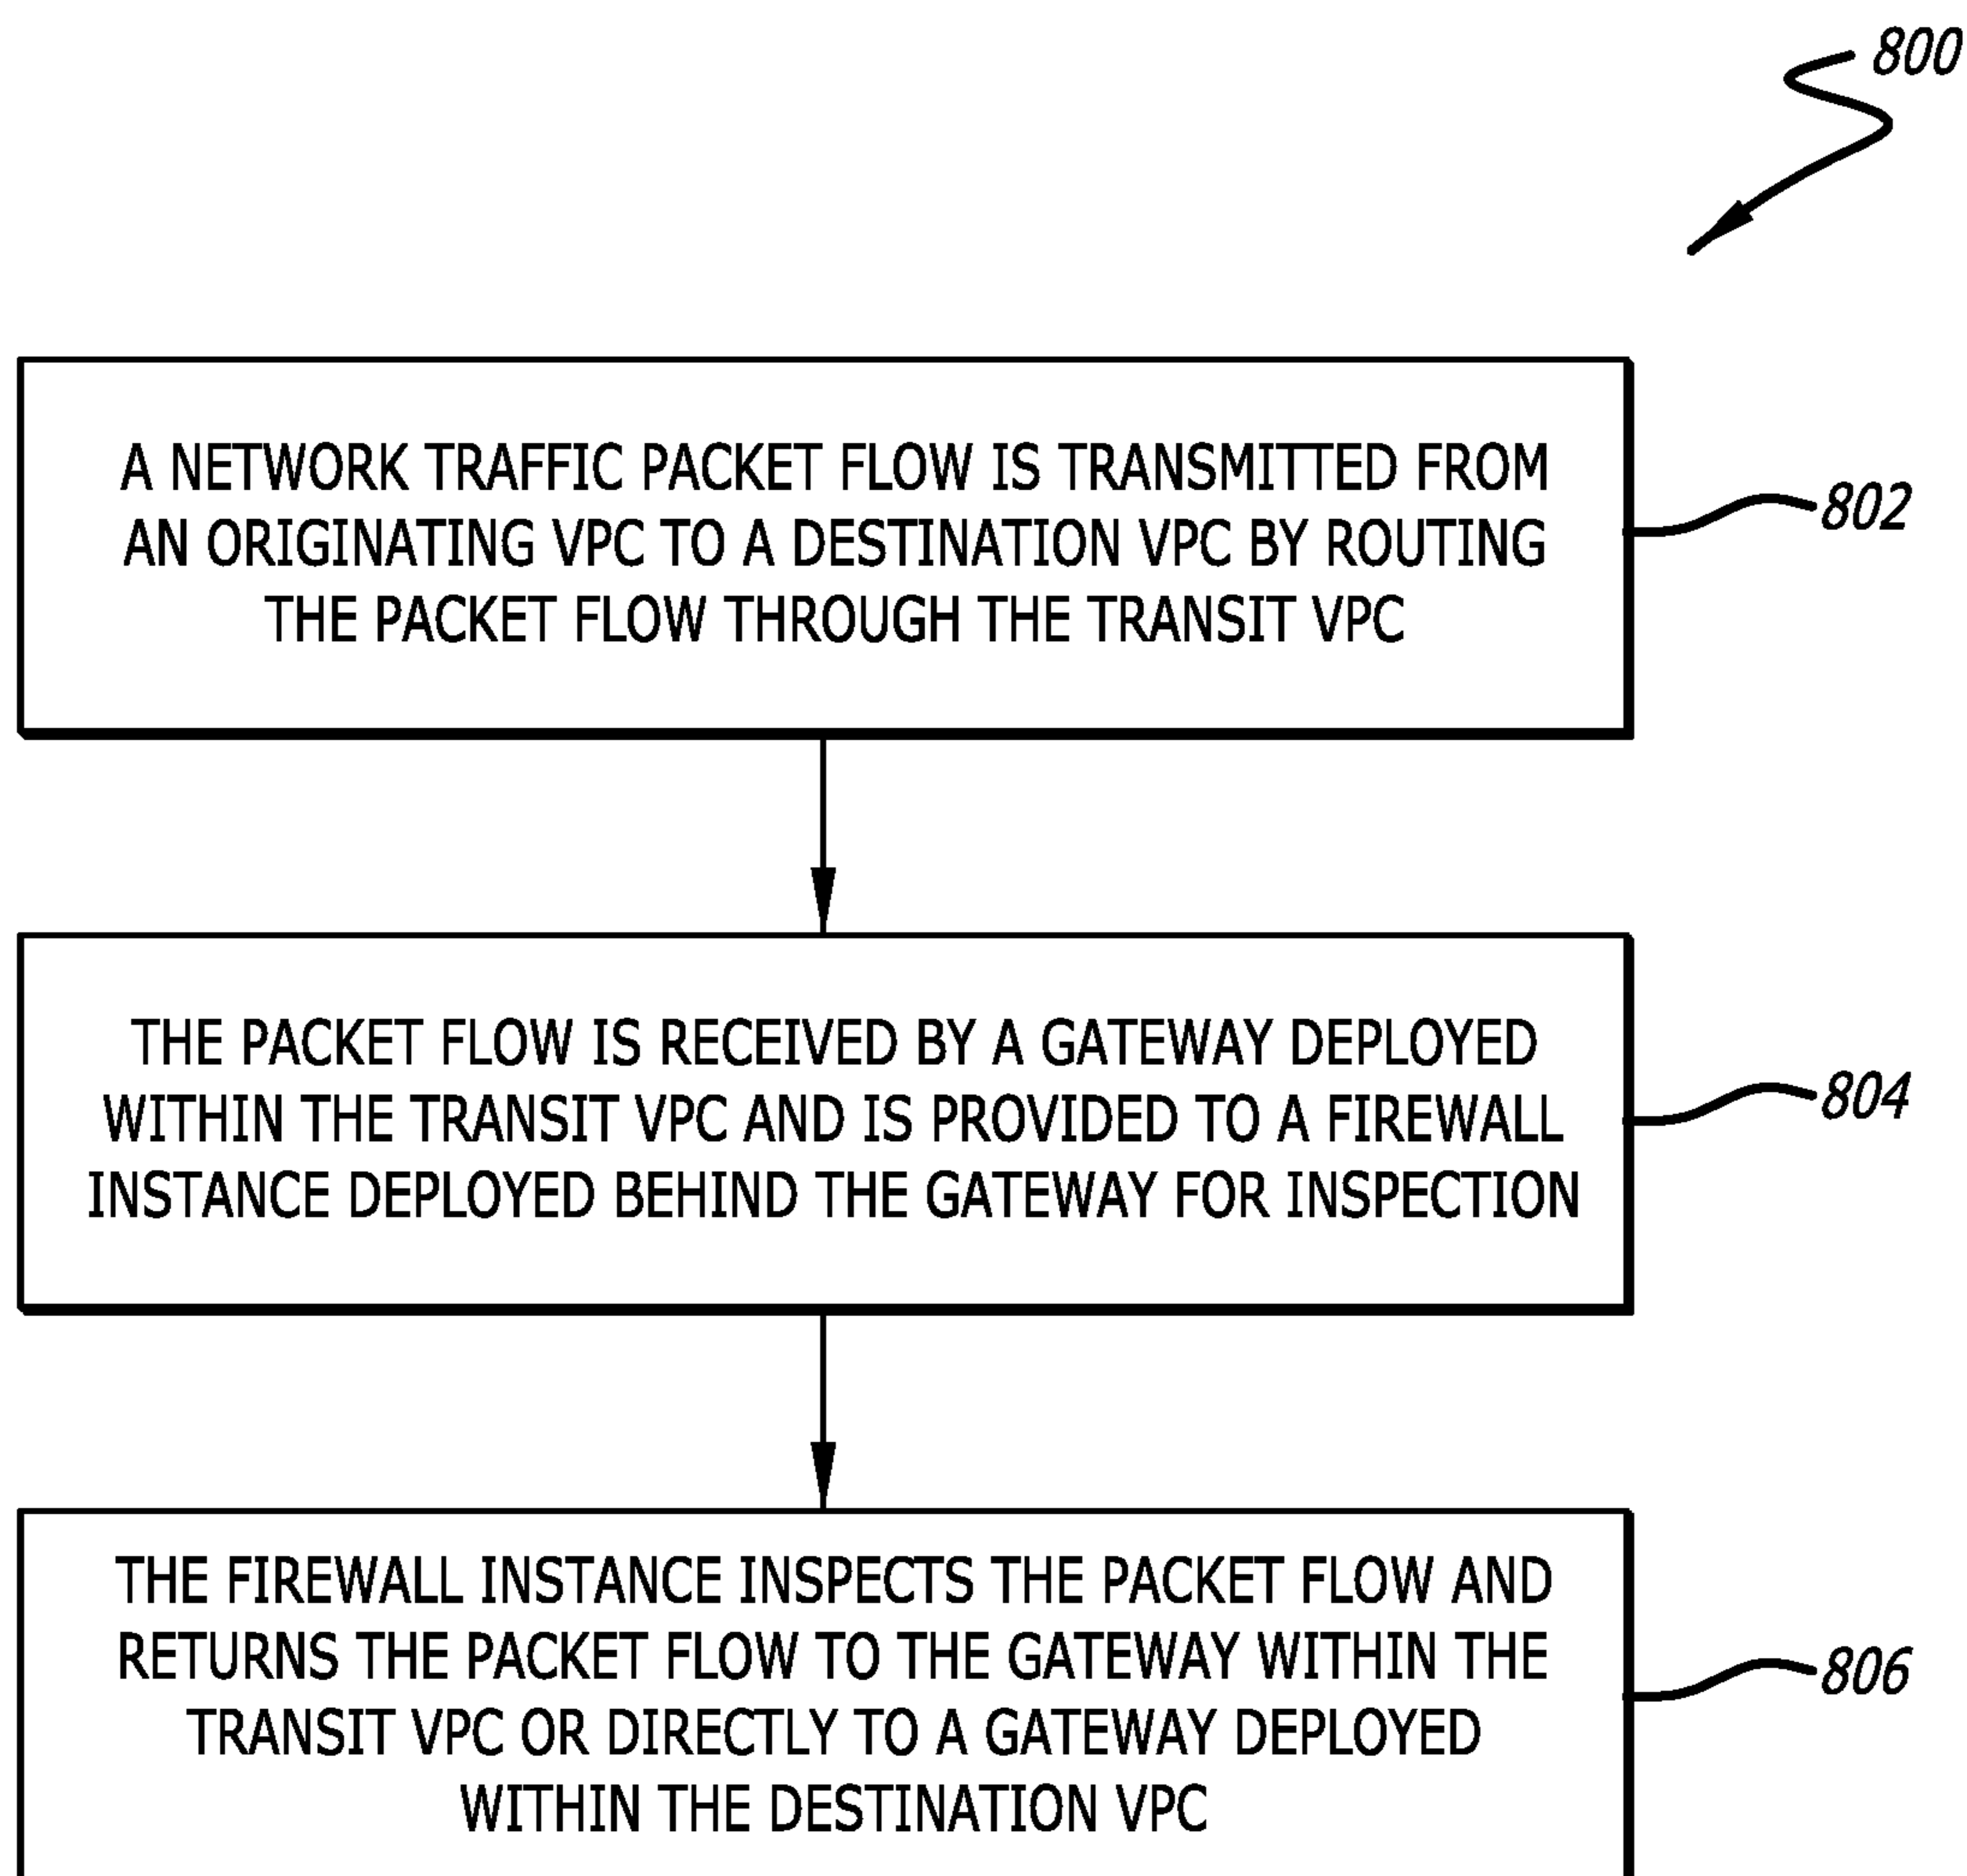 800
A NETWORK TRAFFIC PACKET FLOW IS TRANSMITTED FROM
AN ORIGINATING VPC TO A DESTINATION VPC BY ROUTING
THE PACKET FLOW THROUGH THE TRANSIT VPC
802
THE PACKET FLOW IS RECEIVED BY A GATEWAY DEPLOYED
WITHIN THE TRANSIT VPC AND IS PROVIDED TO A FIREWALL
INSTANCE DEPLOYED BEHIND THE GATEWAY FOR INSPECTION
804
THE FIREWALL INSTANCE INSPECTS THE PACKET FLOW AND
RETURNS THE PACKET FLOW TO THE GATEWAY WITHIN THE
TRANSIT VPC OR DIRECTLY TO A GATEWAY DEPLOYED
WITHIN THE DESTINATION VPC
806